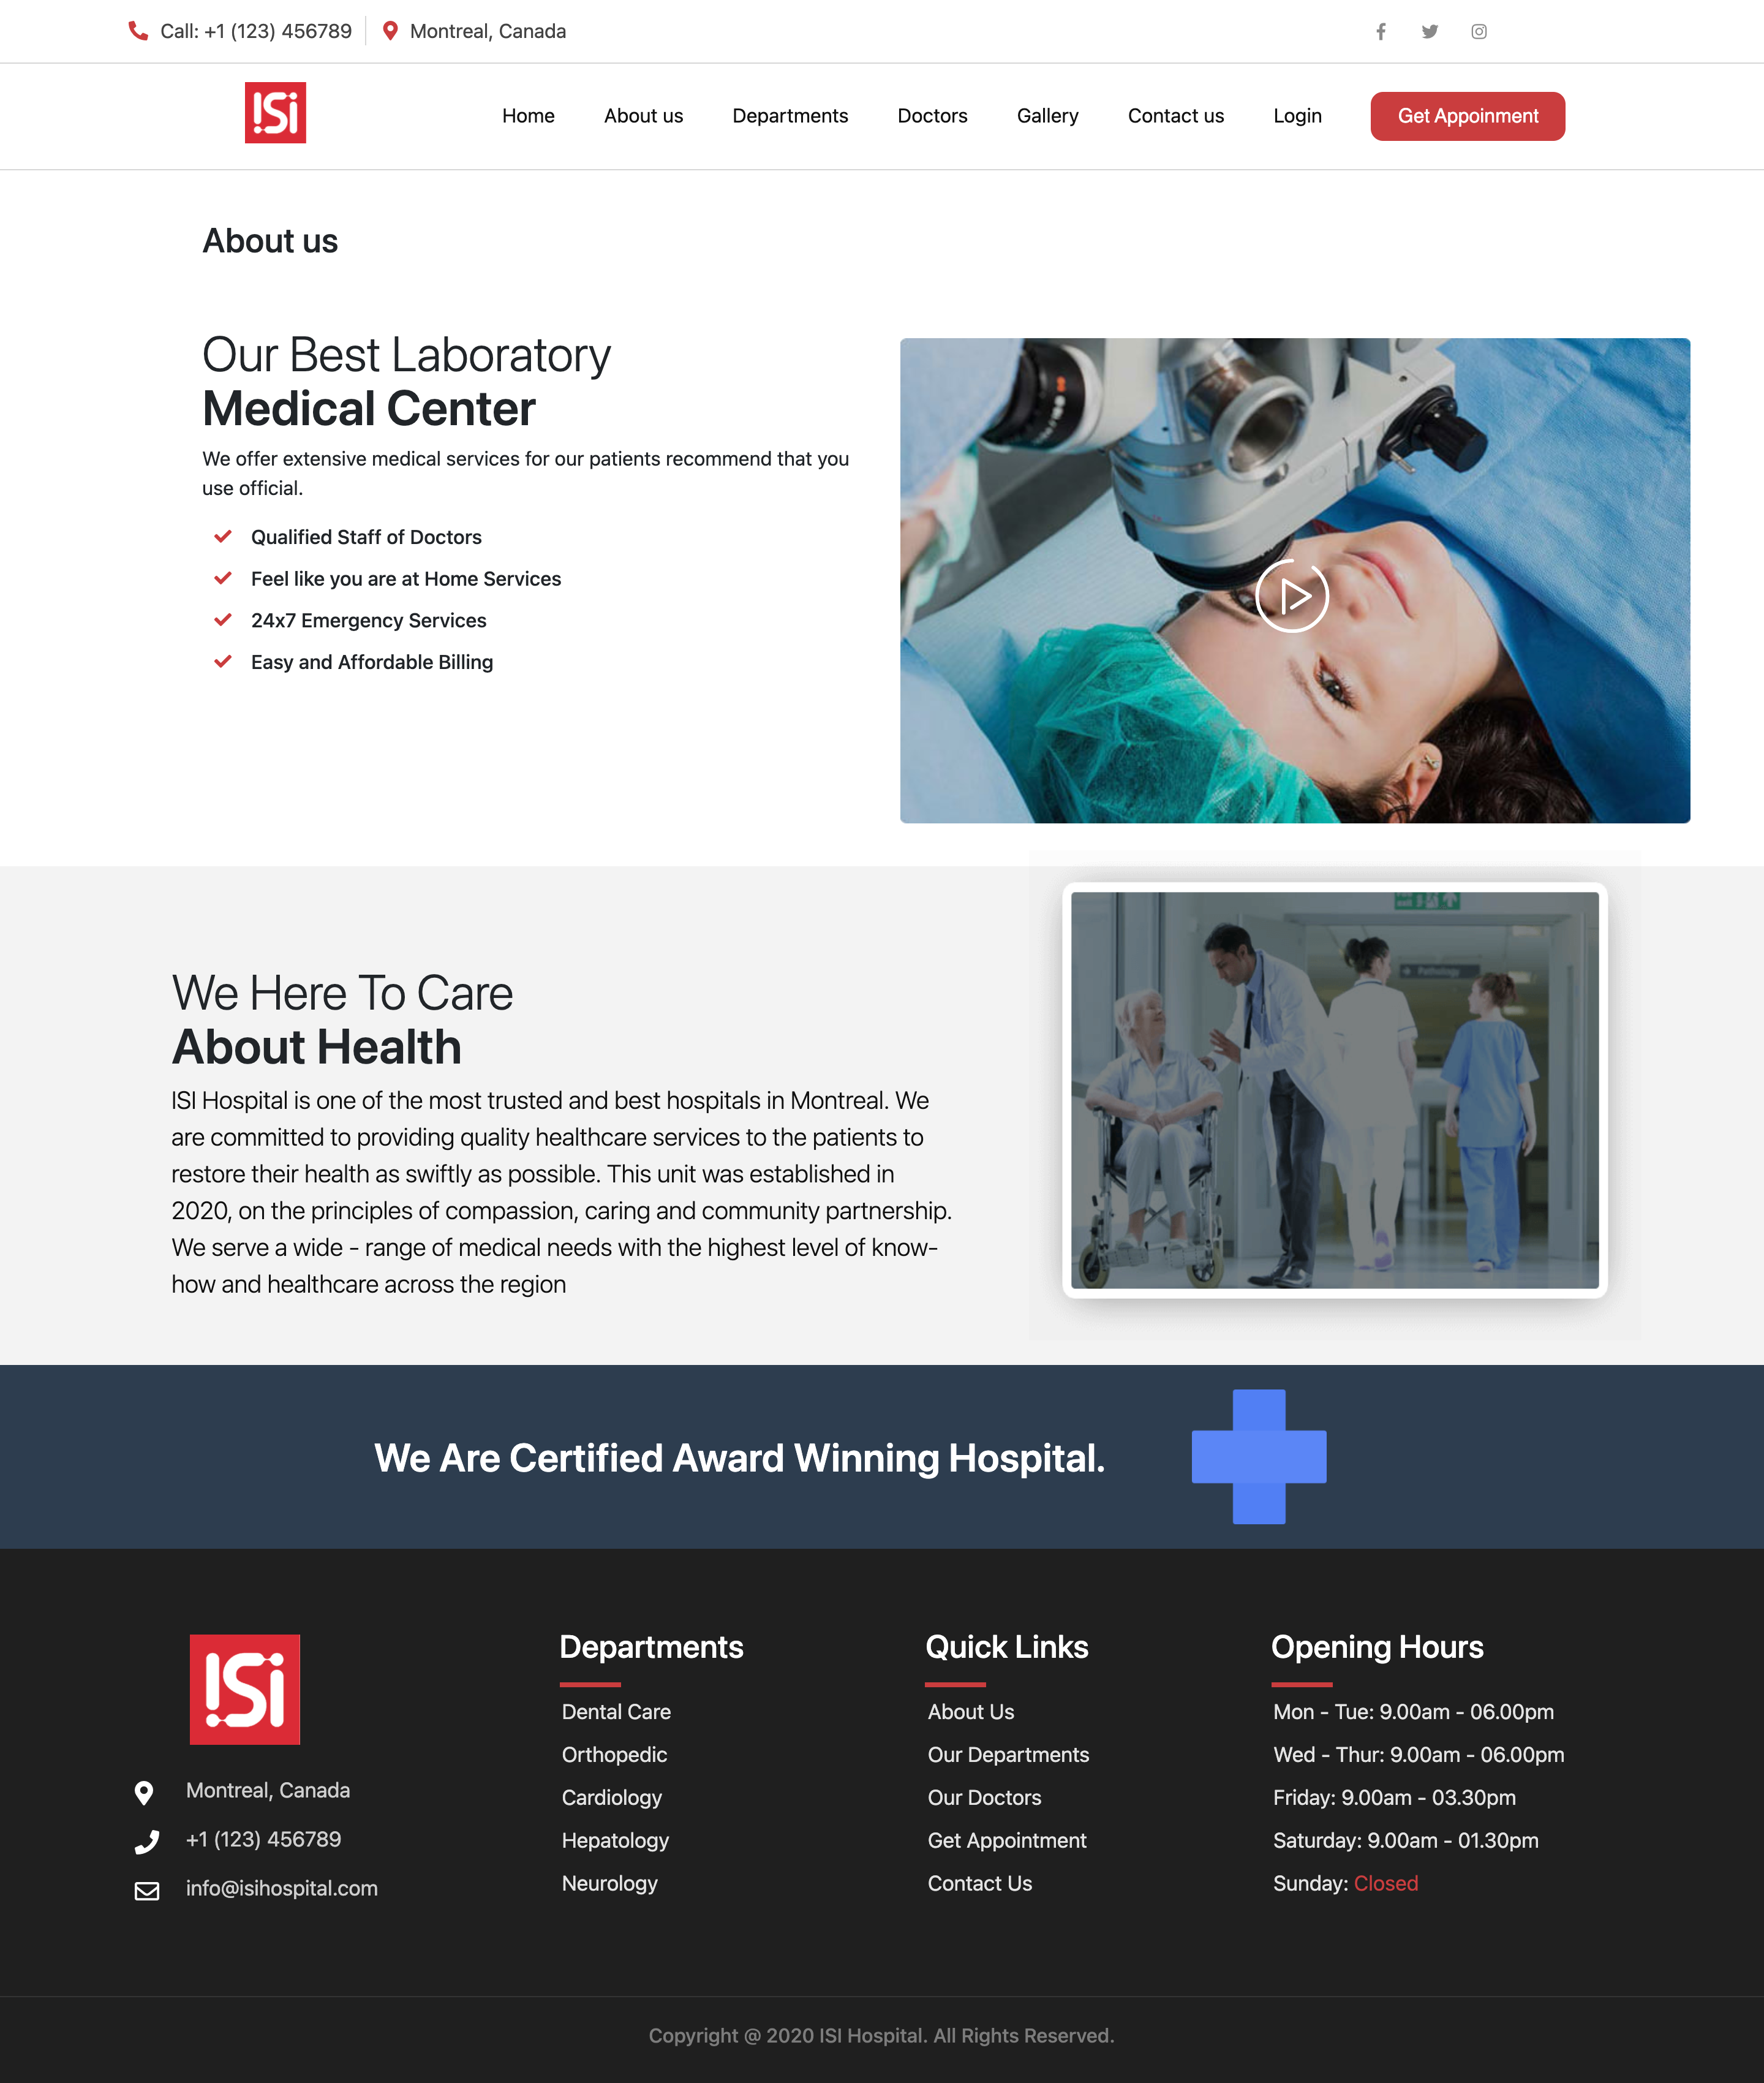 Call: +1 (123) 456789
Montreal, Canada
ISi
Home
About us
Departments
Doctors
Gallery
Contact us
Login
Get Appoinment
About us
Our Best Laboratory
Medical Center
We offer extensive medical services for our patients recommend that you
use official.
Qualified Staff of Doctors
Feel like you are at Home Services
24x7 Emergency Services
Easy and Affordable Billing
Pathology
We Here To Care
About Health
ISI Hospital is one of the most trusted and best hospitals in Montreal. We
are committed to providing quality healthcare services to the patients to
restore their health as swiftly as possible. This unit was established in
2020, on the principles of compassion, caring and community partnership.
We serve a wide - range of medical needs with the highest level of know-
how and healthcare across the region
We Are Certified Award Winning Hospital.
ISi
Montreal, Canada
+1 (123) 456789
info@isihospital.com
Departments
Dental Care
Orthopedic
Cardiology
Hepatology
Neurology
Quick Links
About Us
Our Departments
Our Doctors
Get Appointment
Contact Us
Opening Hours
Mon - Tue: 9.00am - 06.00pm
Wed - Thur: 9.00am - 06.00pm
Friday: 9.00am - 03.30pm
Saturday: 9.00am - 01.30pm
Sunday: Closed
Copyright @ 2020 ISI Hospital. All Rights Reserved.